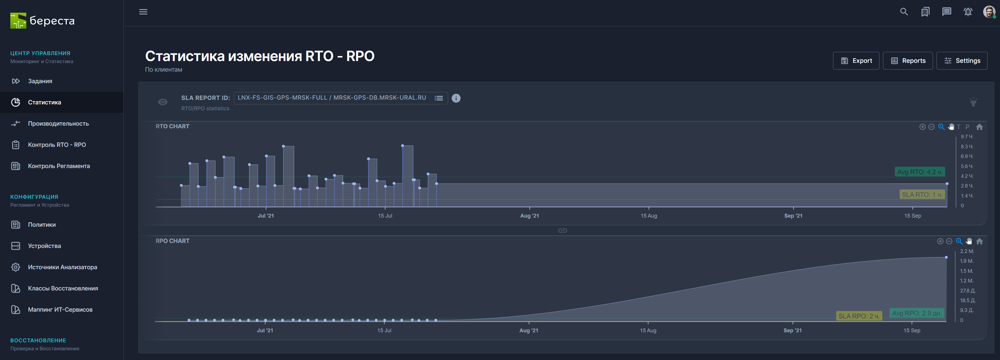 береста
ЦЕНТР УПРАВЛЕНИЯ
Мониторинг и Статистика
Задания
Статистика
Производительность
Контроль RTO - RPO
Контроль Регламента
КОНФИГУРАЦИЯ
Регламент и Устройства
Политики
Устройства
Источники Анализатора
Классы Восстановления
Маппинг ИТ-Сервисов
ВОССТАНОВЛЕНИЕ
Проверка и Восстановление
Статистика изменения RTO - RPO
По клиентам
Export
Reports
Settings
SLA REPORT ID: LNX-FS-GIS-GPS-MRSK-FULL / MRSK-GPS-DB.MRSK-URAL.RU
RTO/RPO statistics
RTO CHART
T P
9.7 Ч.
8.3 Ч.
6.9 Ч.
5.6 Ч.
4.2 Ч.
2.8 Ч.
1.4 Ч.
0
Avg RTO: 4.2 ч.
SLA RTO: 1 ч.
Jul '21
15 Jul
Aug '21
15 Aug
Sep '21
15 Sep
RPO CHART
2.2 М.
1.9 М.
1.5 М.
1.2 М.
27.8 Д.
18.5 Д.
9.3 Д.
0
SLA RPO: 2 ч.
Avg RPO: 2.9 дн.
Jul '21
15 Jul
Aug '21
15 Aug
Sep '21
15 Sep